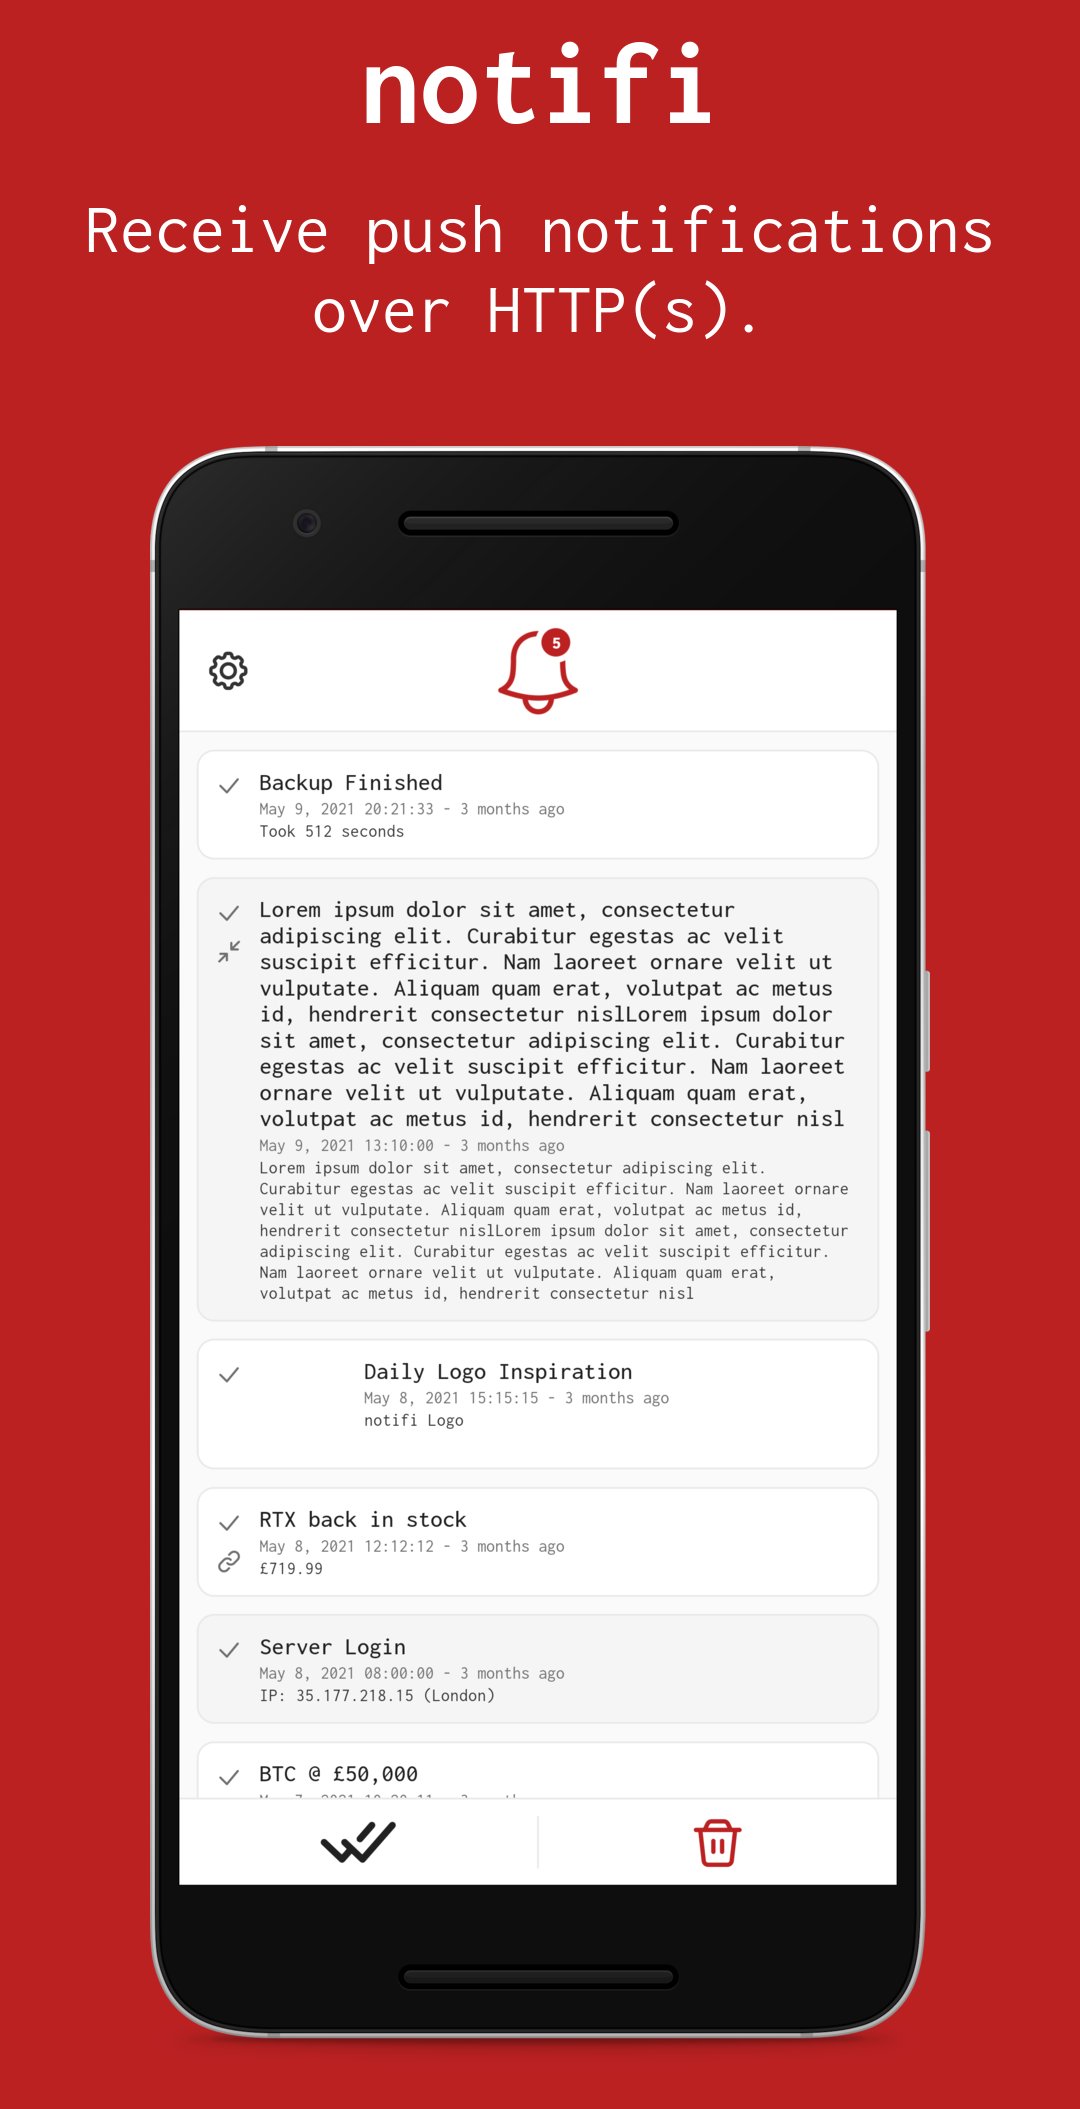 notifi
Receive push notifications
over HTTP(s).
5
Backup Finished
May 9, 2021 20:21:33 - 3 months ago
Took 512 seconds
Lorem ipsum dolor sit amet, consectetur
adipiscing elit. Curabitur egestas ac velit
suscipit efficitur. Nam laoreet ornare velit ut
vulputate. Aliquam quam erat, volutpat ac metus
id, hendrerit consectetur nislLorem ipsum dolor
sit amet, consectetur adipiscing elit. Curabitur
egestas ac velit suscipit efficitur. Nam laoreet
ornare velit ut vulputate. Aliquam quam erat,
volutpat ac metus id, hendrerit consectetur nisl
May 9, 2021 13:10:00 - 3 months ago
Lorem ipsum dolor sit amet, consectetur adipiscing elit.
Curabitur egestas ac velit suscipit efficitur. Nam laoreet ornare
velit ut vulputate. Aliquam quam erat, volutpat ac metus id,
hendrerit consectetur nislLorem ipsum dolor sit amet, consectetur
adipiscing elit. Curabitur egestas ac velit suscipit efficitur.
Nam laoreet ornare velit ut vulputate. Aliquam quam erat,
volutpat ac metus id, hendrerit consectetur nisl
Daily Logo Inspiration
May 8, 2021 15:15:15 - 3 months ago
notifi Logo
RTX back in stock
May 8, 2021 12:12:12 - 3 months ago
£719.99
Server Login
May 8, 2021 08:00:00 - 3 months ago
IP: 35.177.218.15 (London)
BTC @ £50,000